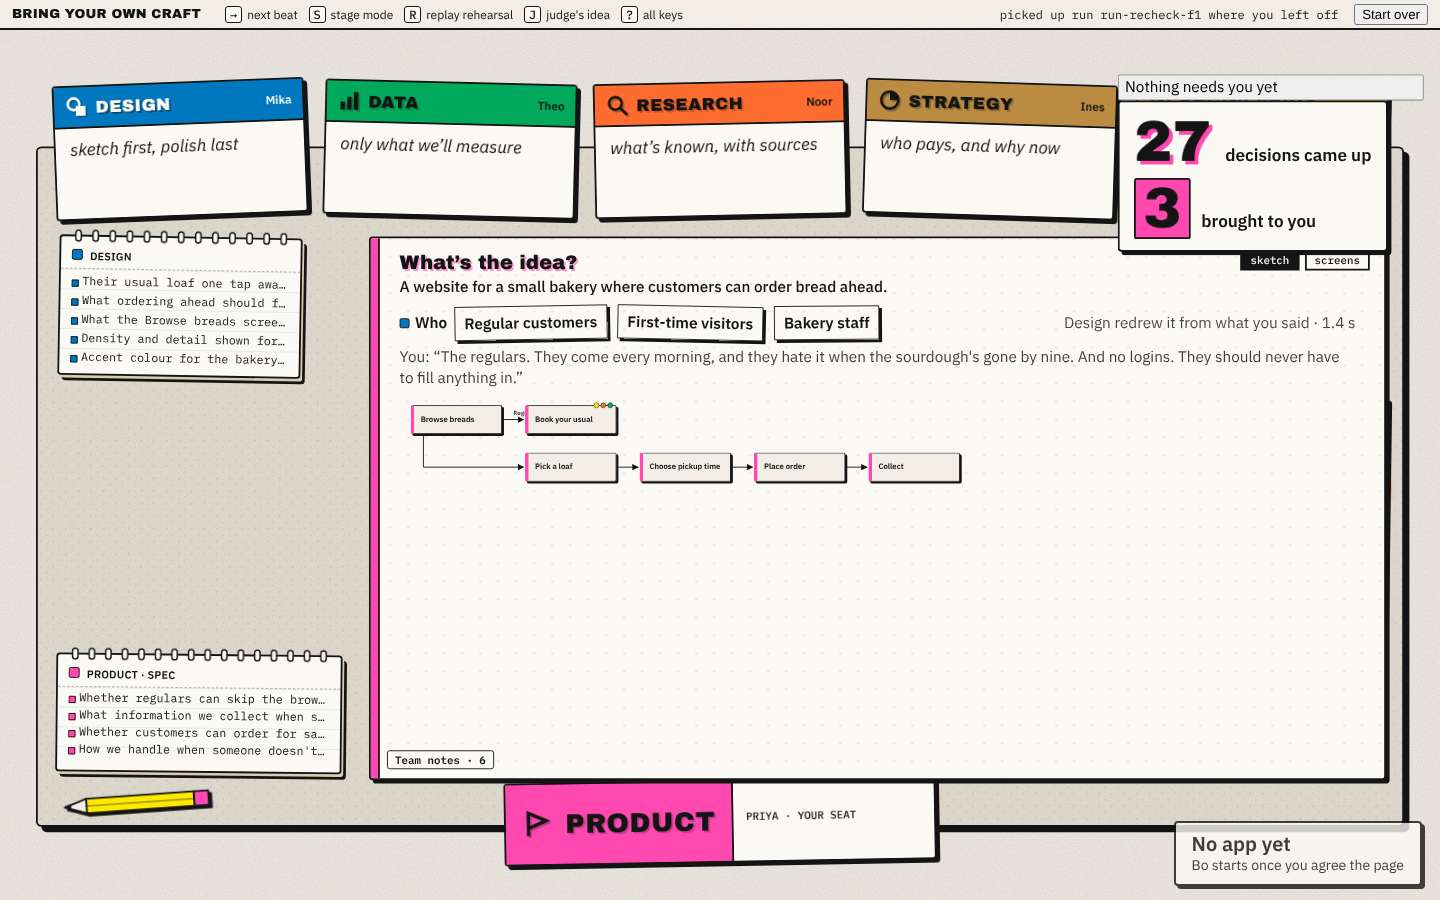 BRING YOUR OWN CRAFT → next beat S stage mode R replay rehearsal J judge's idea ? all keys picked up run run-recheck-f1 where you left off Start over
DESIGN Mika
sketch first, polish last
DATA Theo
only what we'll measure
RESEARCH Noor
what's known, with sources
STRATEGY Ines
who pays, and why now
Nothing needs you yet
27 decisions came up
3 brought to you
DESIGN
Their usual loaf one tap awa…
What ordering ahead should f…
What the Browse breads scree…
Density and detail shown for…
Accent colour for the bakery…
What's the idea?
sketch screens
A website for a small bakery where customers can order bread ahead.
Who Regular customers First-time visitors Bakery staff Design redrew it from what you said · 1.4 s
You: “The regulars. They come every morning, and they hate it when the sourdough's gone by nine. And no logins. They should never have
to fill anything in.”
Browse breads Book your usual
Pick a loaf Choose pickup time Place order Collect
PRODUCT · SPEC
Whether regulars can skip the brow…
What information we collect when s…
Whether customers can order for sa…
How we handle when someone doesn't…
Team notes · 6
PRODUCT PRIYA · YOUR SEAT
No app yet
Bo starts once you agree the page